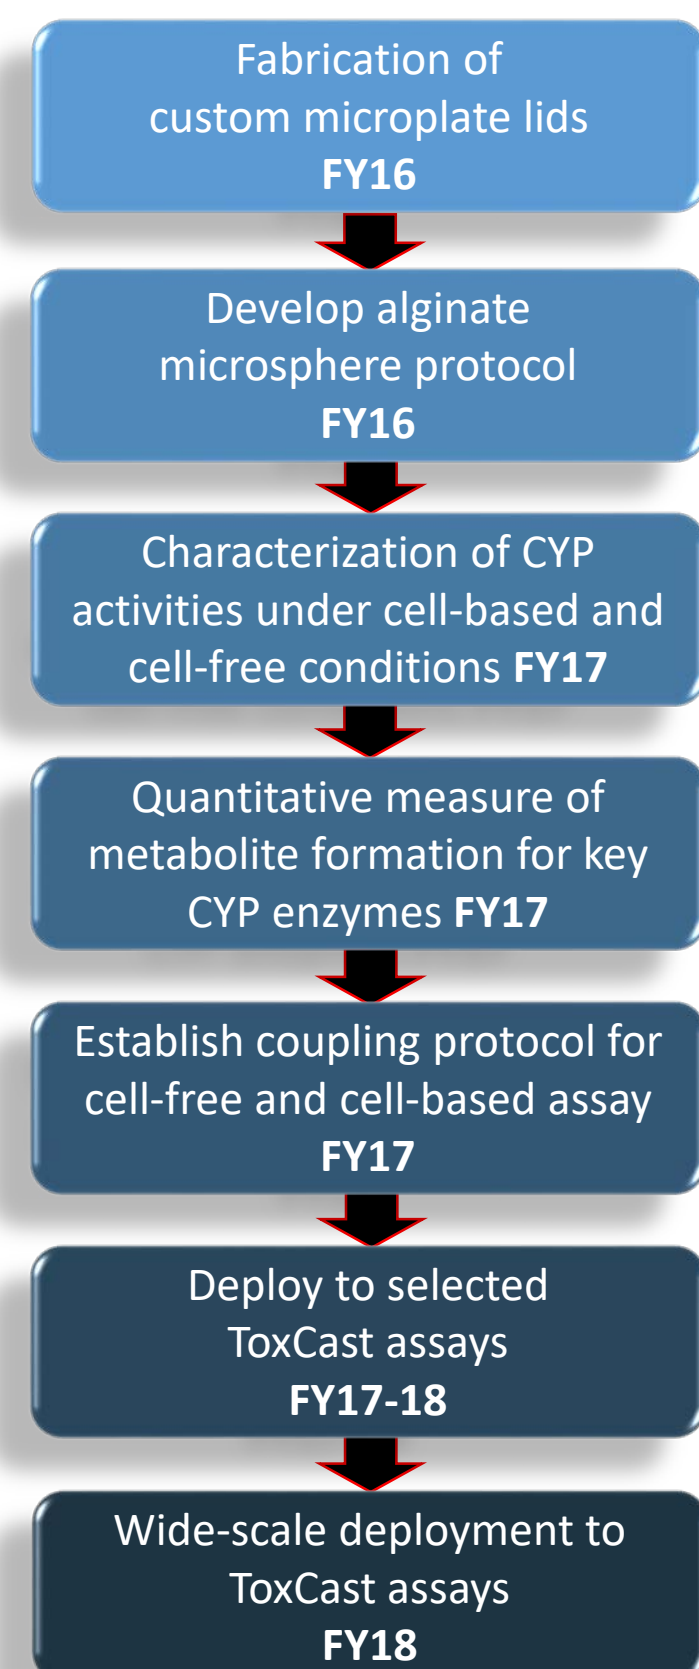 Fabrication of
custom microplate lids
FY16
Develop alginate
microsphere protocol
FY16
Characterization of CYP
activities under cell-based and
cell-free conditions FY17
Quantitative measure of
metabolite formation for key
CYP enzymes FY17
Establish coupling protocol for
cell-free and cell-based assay
FY17
Deploy to selected
ToxCast assays
FY17-18
Wide-scale deployment to
ToxCast assays
FY18